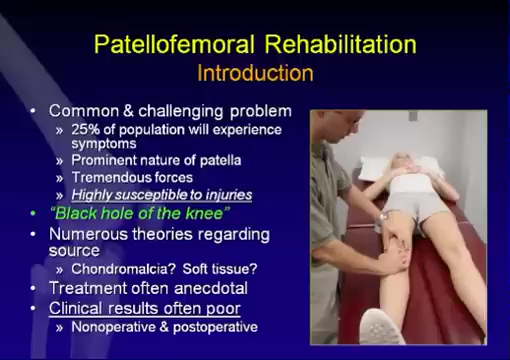 Patellofemoral Rehabilitation
Introduction
• Common & challenging problem
» 25% of population will experience
symptoms
» Prominent nature of patella
» Tremendous forces
» Highly susceptible to injuries
• "Black hole of the knee"
• Numerous theories regarding
source
» Chondromalcia? Soft tissue?
• Treatment often anecdotal
• Clinical results often poor
» Nonoperative & postoperative